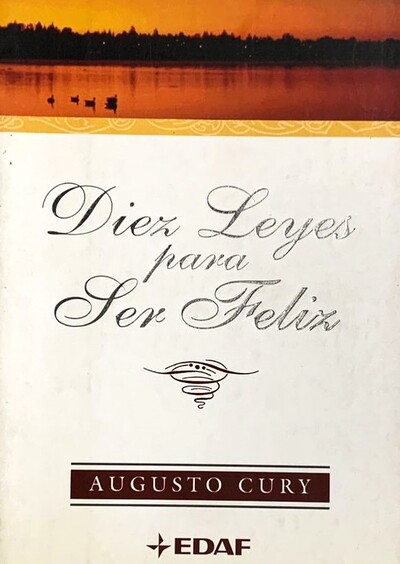 Diez Leyes
para
Ser Feliz
AUGUSTO CURY
EDAF